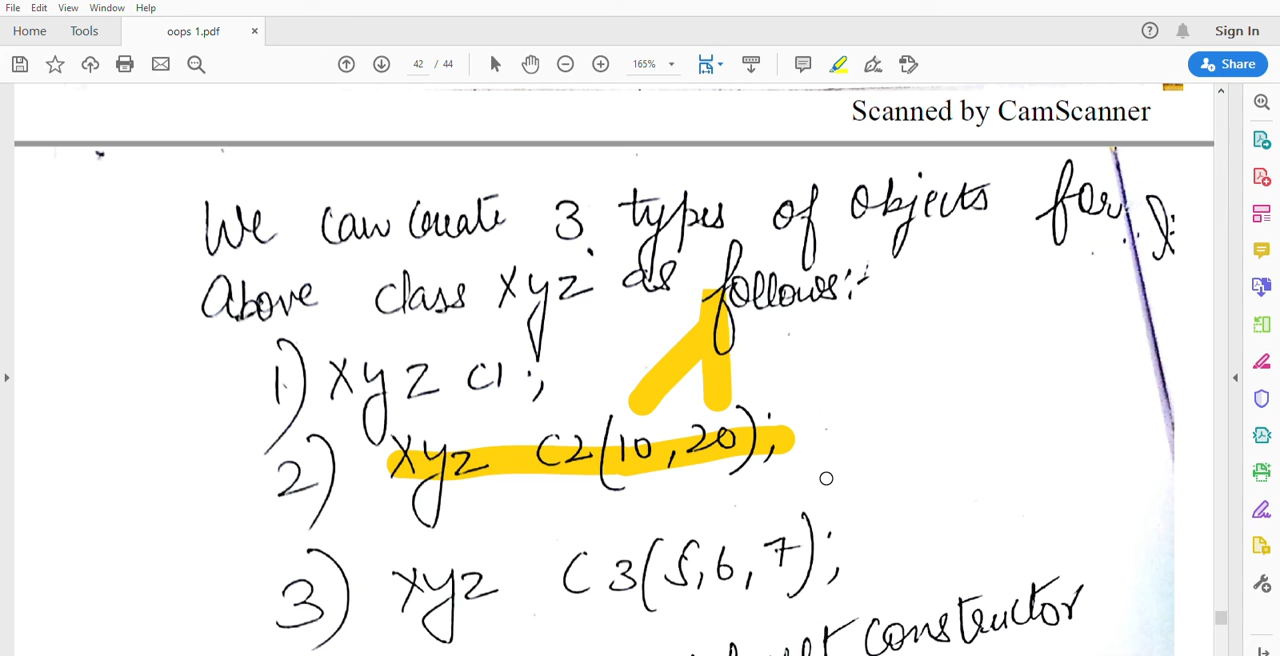 File Edit View Window Help
Home Tools oops 1.pdf × Sign In
42 / 44 165% Share
Scanned by CamScanner
We can create 3 types of objects for
above class xyz as follows:-
1) xyz c1;
2) xyz C2(10,20);
3) xyz C3(5,6,7);
constructor